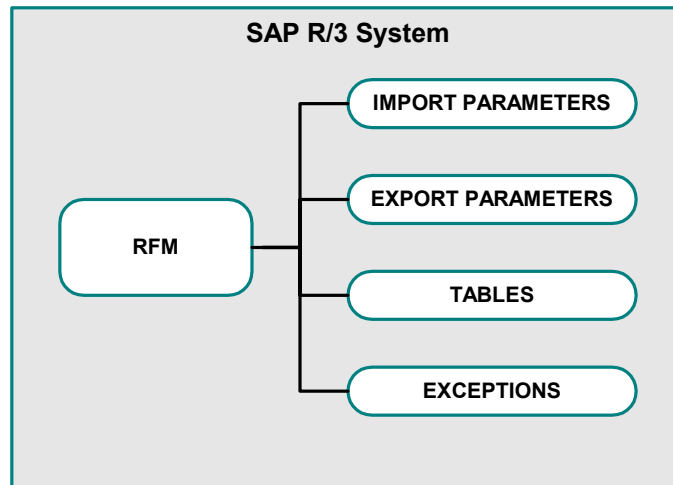 SAP R/3 System
IMPORT PARAMETERS
EXPORT PARAMETERS
RFM
TABLES
EXCEPTIONS